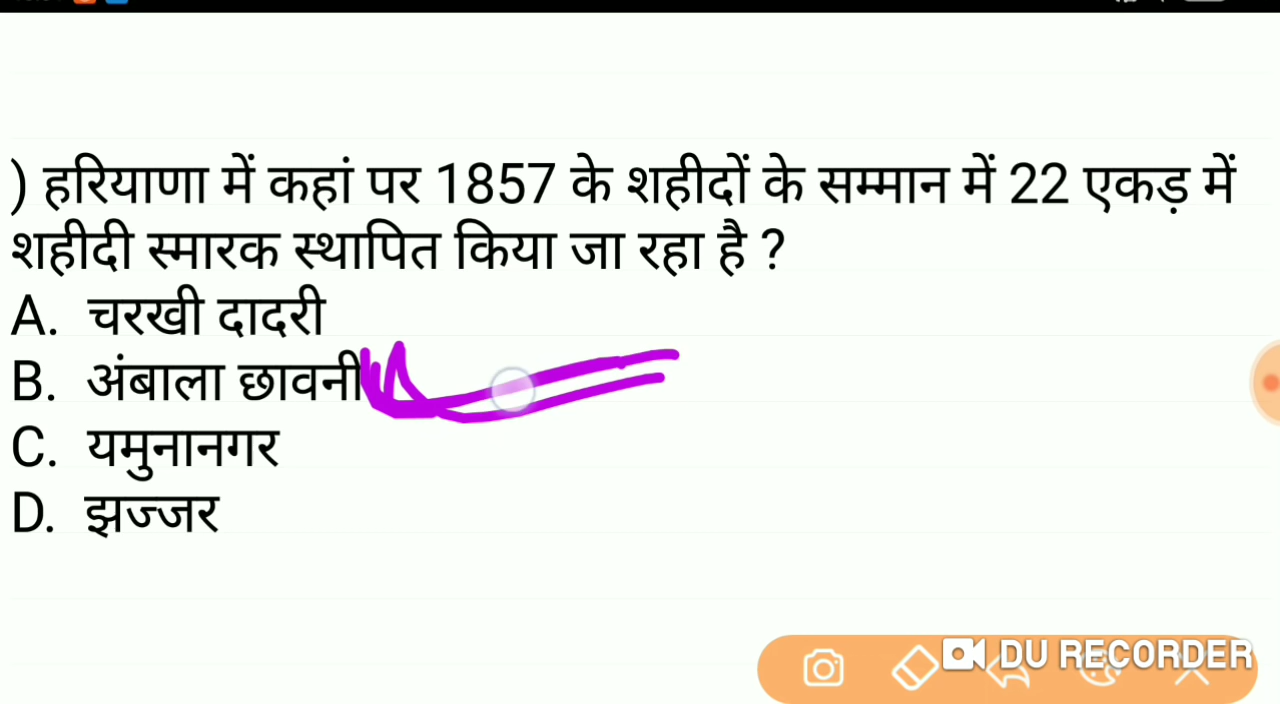 ) हरियाणा में कहां पर 1857 के शहीदों के सम्मान में 22 एकड़ में
शहीदी स्मारक स्थापित किया जा रहा है ?
A. चरखी दादरी
B. अंबाला छावनी
C. यमुनानगर
D. झज्जर
DU RECORDER